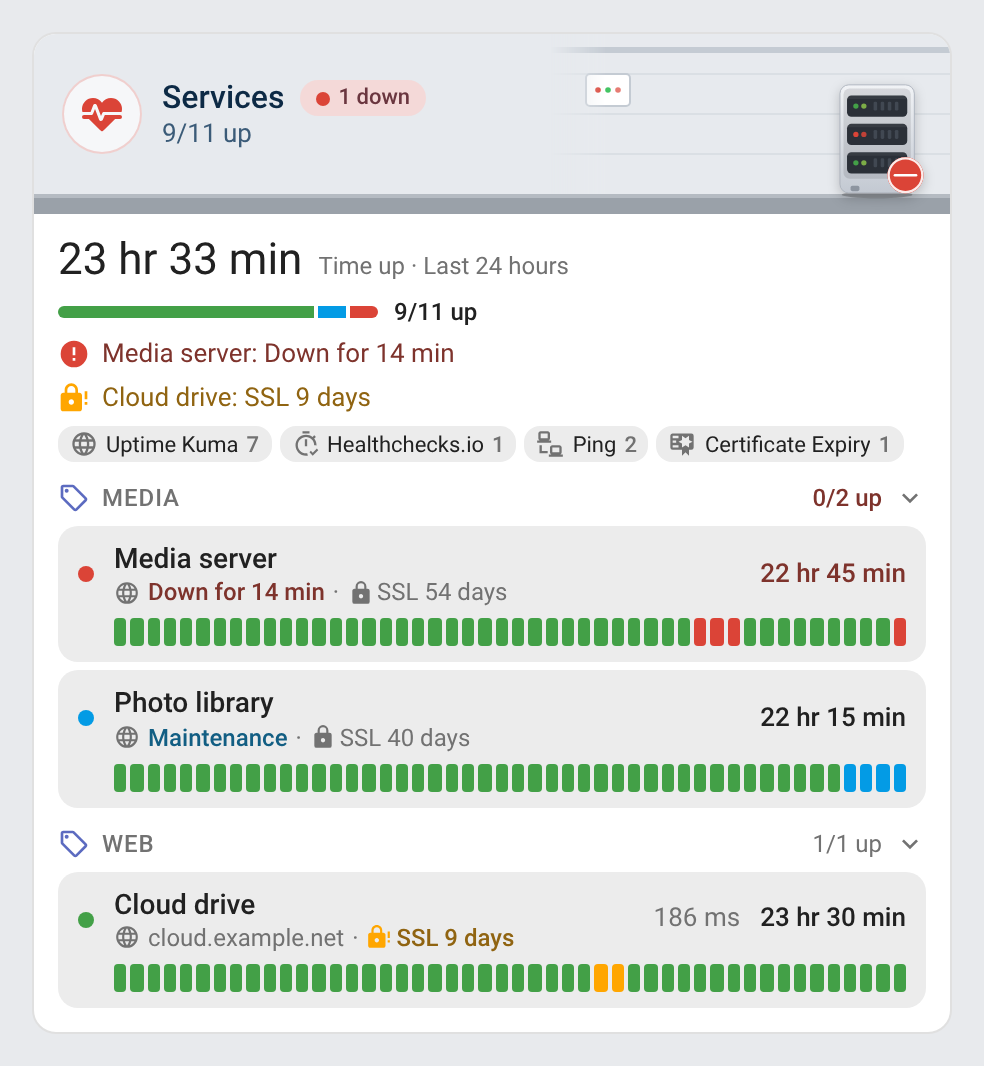 Services 1 down
9/11 up
23 hr 33 min Time up · Last 24 hours
9/11 up
Media server: Down for 14 min
Cloud drive: SSL 9 days
Uptime Kuma 7 Healthchecks.io 1 Ping 2 Certificate Expiry 1
MEDIA 0/2 up
Media server
22 hr 45 min
Down for 14 min · SSL 54 days
Photo library
22 hr 15 min
Maintenance · SSL 40 days
WEB 1/1 up
Cloud drive
186 ms 23 hr 30 min
cloud.example.net · SSL 9 days